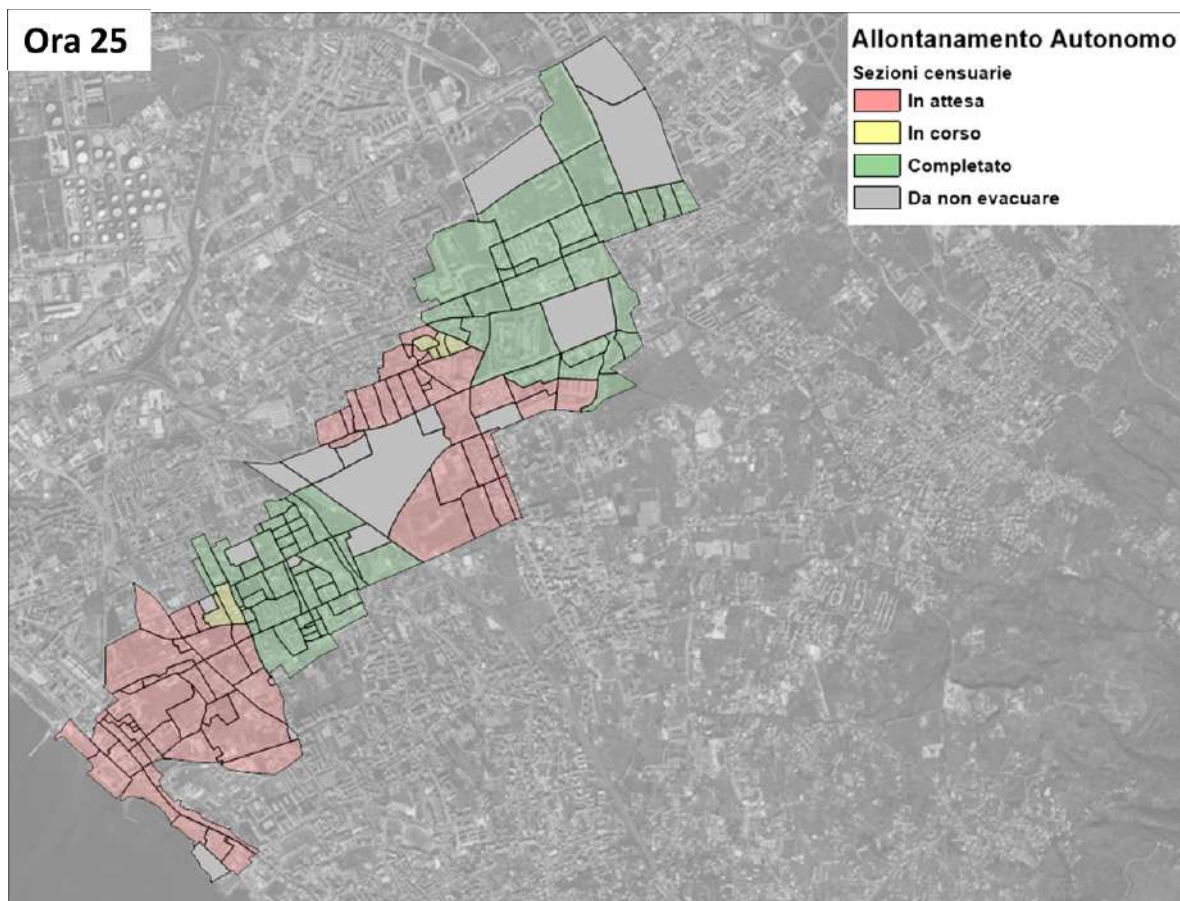 Ora 25
Allontanamento Autonomo
Sezioni censuarie
In attesa
In corso
Completato
Da non evacuare